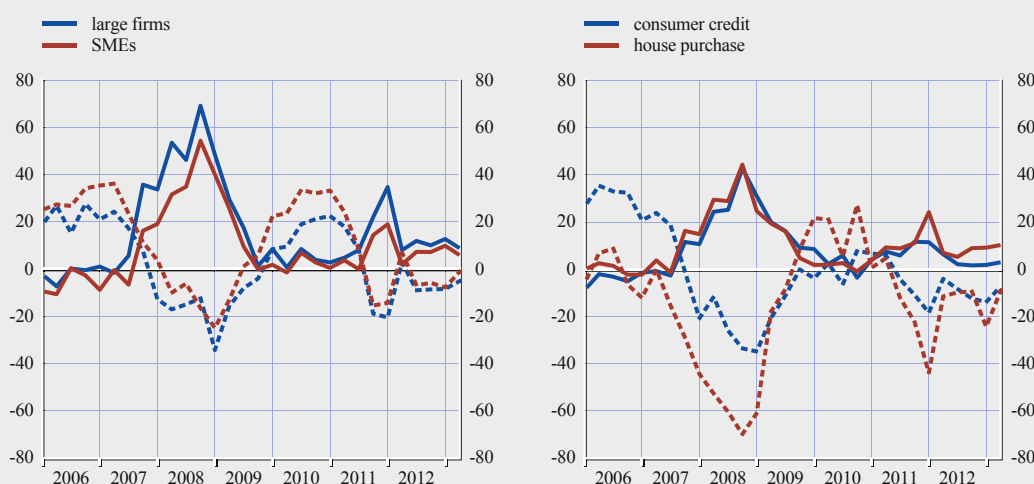 large firms
SMEs
consumer credit
house purchase
80 80 80 80
60 60 60 60
40 40 40 40
20 20 20 20
0 0 0 0
-20 -20 -20 -20
-40 -40 -40 -40
-60 -60 -60 -60
-80 -80 -80 -80
2006 2007 2008 2009 2010 2011 2012 2006 2007 2008 2009 2010 2011 2012